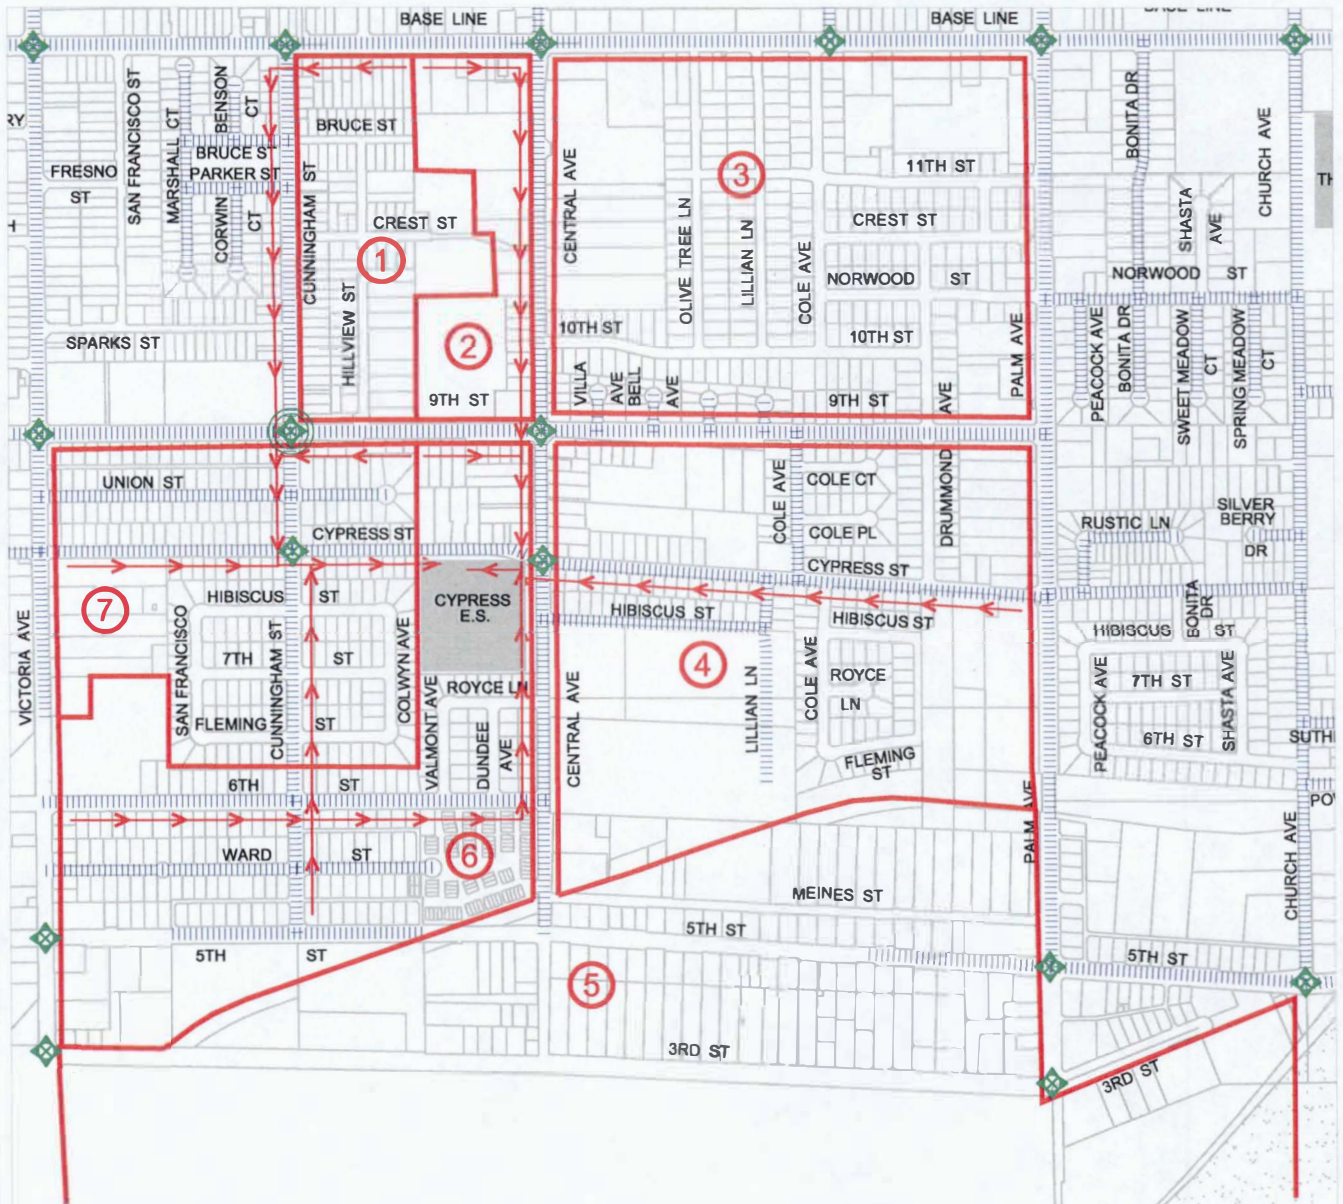 BASE LINE
BASE LINE
BASE LINE
SAN FRANCISCO ST
MARSHALL CT
BENSON
CT
BRUCE ST
BRUCE ST
PARKER ST
FRESNO
ST
CORWIN
CT
CUNNINGHAM ST
CREST ST
1
HILLVIEW ST
SPARKS ST
2
9TH ST
CENTRAL AVE
3
11TH ST
OLIVE TREE LN
LILLIAN LN
COLE AVE
CREST ST
NORWOOD
ST
10TH ST
10TH ST
PALM AVE
VILLA
AVE
BELL
AVE
9TH ST
AVE
DRUMMOND
BONITA DR
CHURCH AVE
SHASTA
AVE
NORWOOD
ST
PEACOCK AVE
BONITA DR
SWEET MEADOW
CT
SPRING MEADOW
CT
UNION ST
CYPRESS ST
COLE AVE
COLE CT
COLE PL
CYPRESS ST
RUSTIC LN
SILVER
BERRY
DR
VICTORIA AVE
7
HIBISCUS
ST
SAN FRANCISCO
CUNNINGHAM ST
7TH
ST
FLEMING
ST
COLWYN AVE
CYPRESS
E.S.
VALMONT AVE
ROYCE LN
DUNDEE
AVE
6TH
ST
HIBISCUS ST
HIBISCUS ST
4
CENTRAL AVE
LILLIAN LN
COLE AVE
ROYCE
LN
FLEMING
ST
HIBISCUS
ST
BONITA
DR
7TH ST
6TH ST
PEACOCK AVE
SHASTA AVE
WARD
ST
6
MEINES ST
PALM AVE
CHURCH AVE
5TH
ST
5TH ST
5TH ST
5
3RD ST
3RD ST